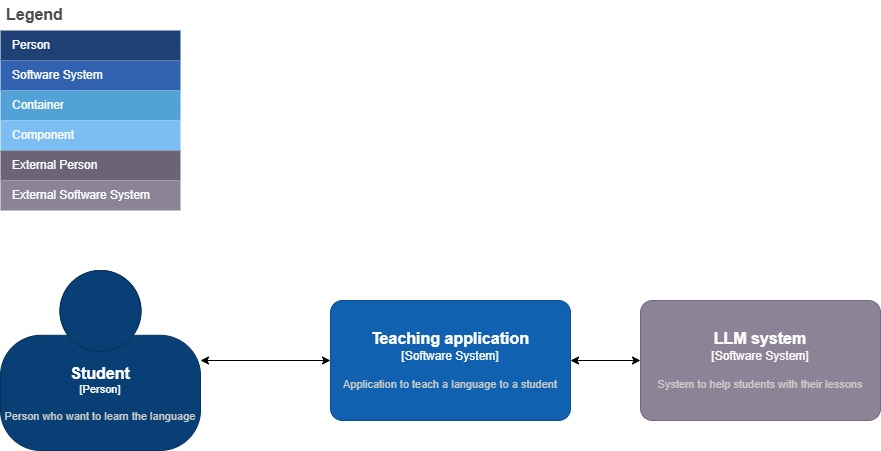 Legend
Person
Software System
Container
Component
External Person
External Software System
Student
[Person]
Person who want to learn the language
Teaching application
[Software System]
Application to teach a language to a student
LLM system
[Software System]
System to help students with their lessons